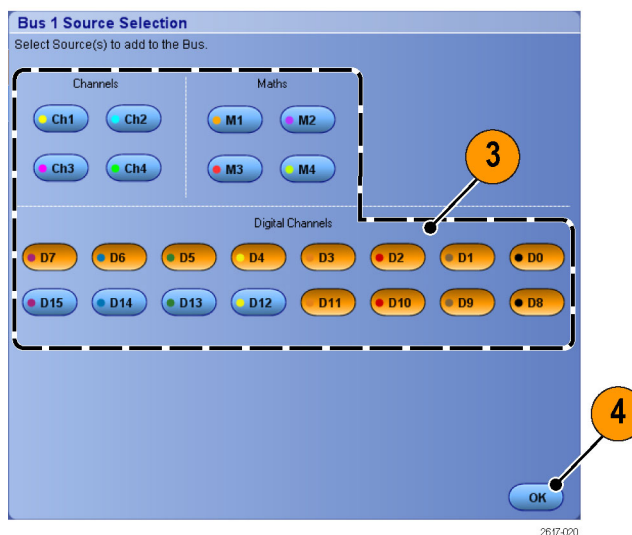 Bus 1 Source Selection
Select Source(s) to add to the Bus.
Channels Maths
Ch1 Ch2 M1 M2
3
Ch3 Ch4 M3 M4
Digital Channels
D7 D6 D5 D4 D3 D2 D1 D0
D15 D14 D13 D12 D11 D10 D9 D8
4
OK
2617-020